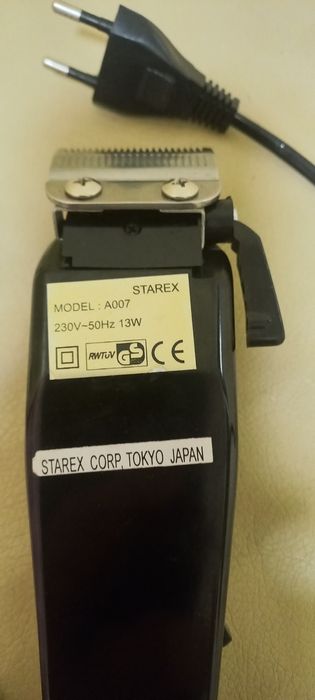 STAREX
MODEL : A007
230V~50Hz 13W
RWTÜV GS CE
STAREX CORP, TOKYO JAPAN